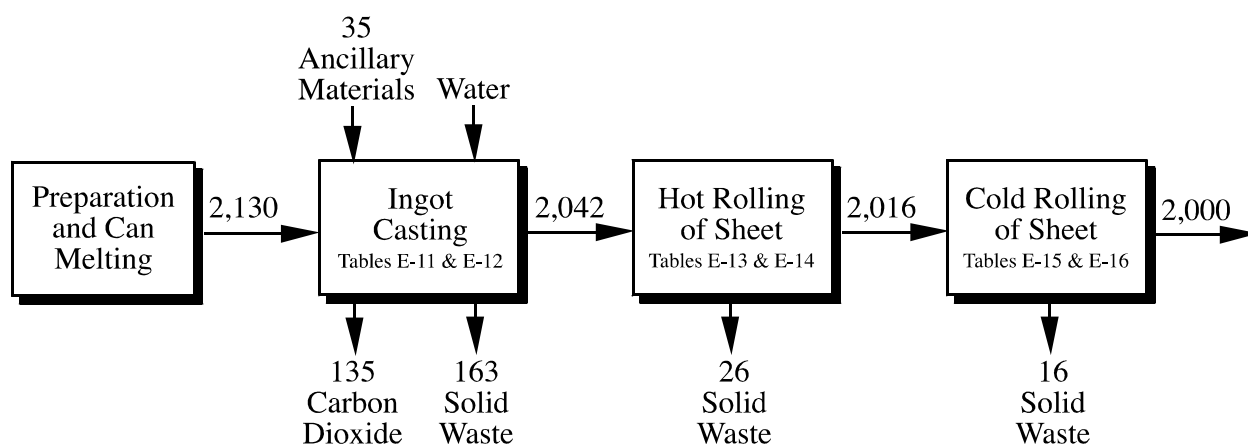 35
Ancillary
Materials
Water
Preparation
and Can
Melting
2,130
Ingot
Casting
Tables E-11 & E-12
2,042
Hot Rolling
of Sheet
Tables E-13 & E-14
2,016
Cold Rolling
of Sheet
Tables E-15 & E-16
2,000
135
Carbon
Dioxide
163
Solid
Waste
26
Solid
Waste
16
Solid
Waste